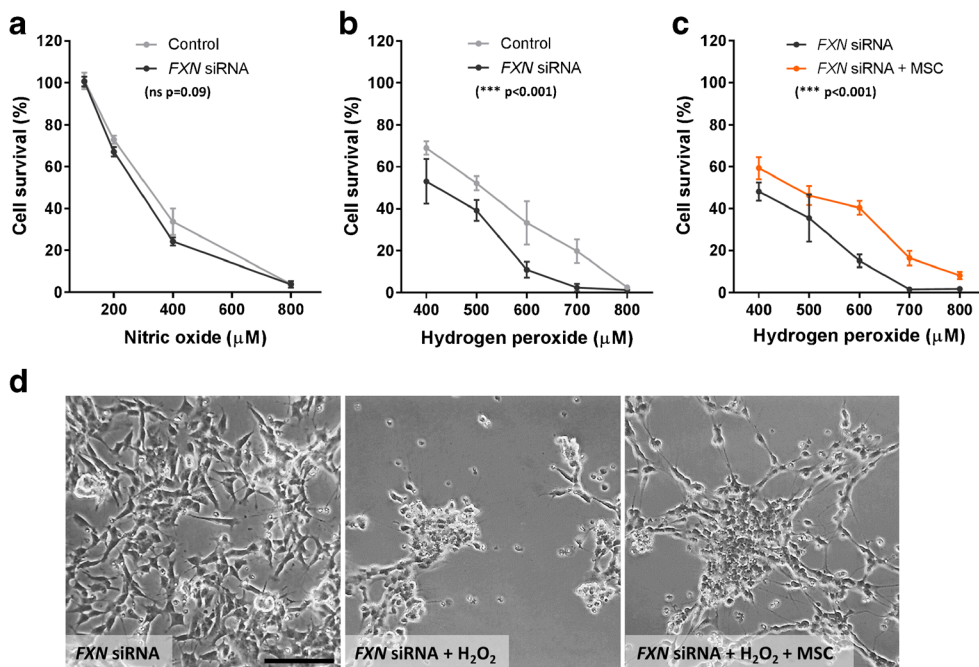 a
120
100
80
60
40
20
0
Cell survival (%)
Control
FXN siRNA
(ns p=0.09)
200 400 600 800
Nitric oxide (μM)
b
120
100
80
60
40
20
0
Cell survival (%)
Control
FXN siRNA
(*** p<0.001)
400 500 600 700 800
Hydrogen peroxide (μM)
c
120
100
80
60
40
20
0
Cell survival (%)
FXN siRNA
FXN siRNA + MSC
(*** p<0.001)
400 500 600 700 800
Hydrogen peroxide (μM)
d
FXN siRNA
FXN siRNA + H₂O₂
FXN siRNA + H₂O₂ + MSC